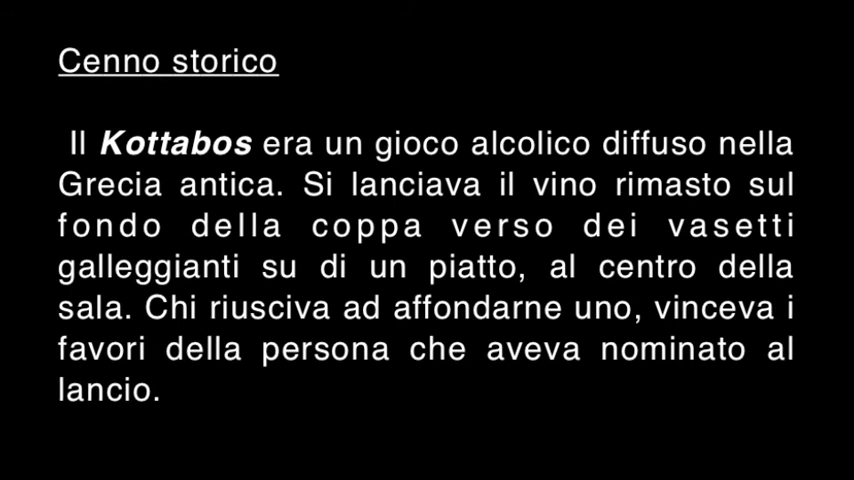 Cenno storico
Il Kottabos era un gioco alcolico diffuso nella
Grecia antica. Si lanciava il vino rimasto sul
fondo della coppa verso dei vasetti
galleggianti su di un piatto, al centro della
sala. Chi riusciva ad affondarne uno, vinceva i
favori della persona che aveva nominato al
lancio.